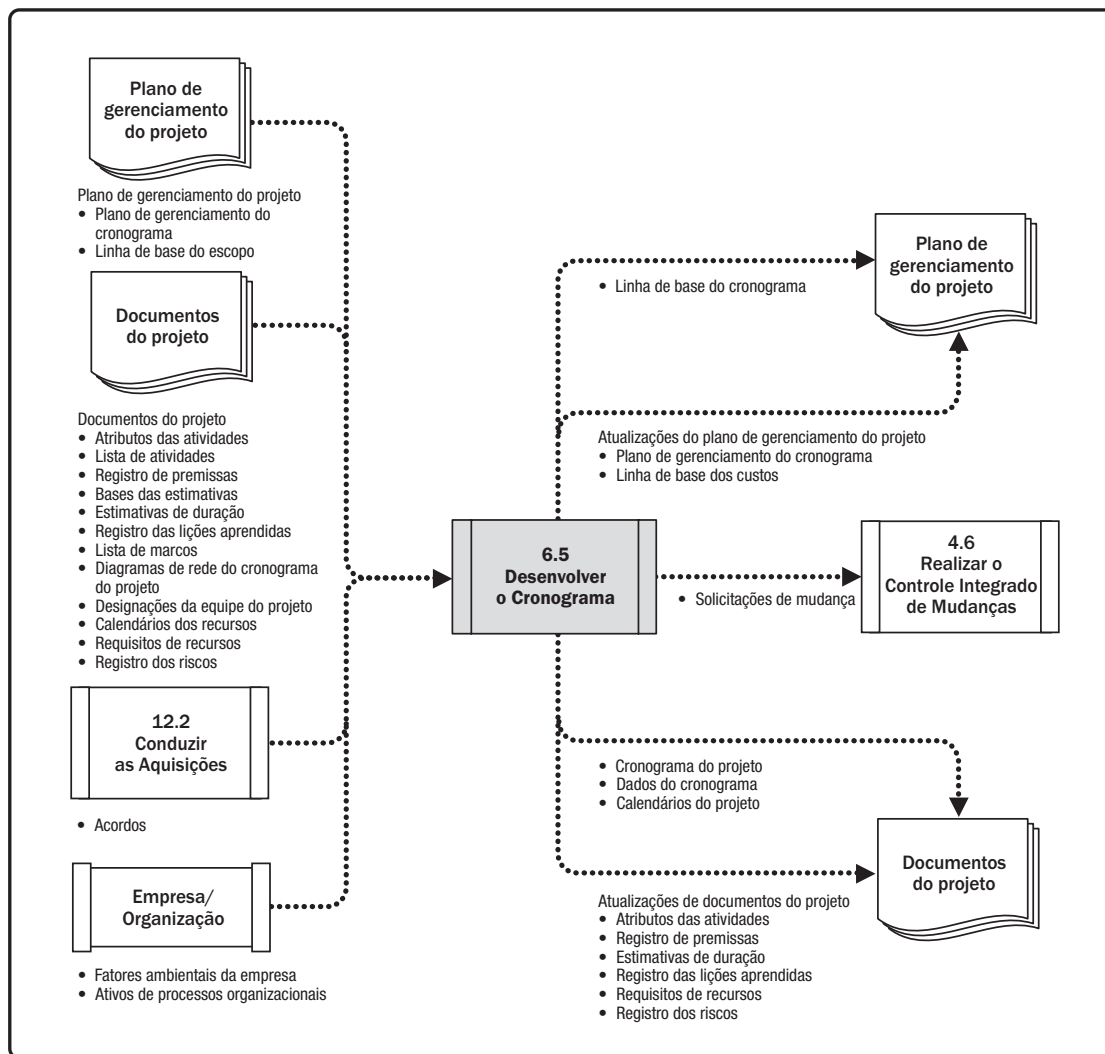 Plano de
gerenciamento
do projeto
Plano de gerenciamento do projeto
• Plano de gerenciamento do
cronograma
• Linha de base do escopo
Documentos
do projeto
Documentos do projeto
• Atributos das atividades
• Lista de atividades
• Registro de premissas
• Bases das estimativas
• Estimativas de duração
• Registro das lições aprendidas
• Lista de marcos
• Diagramas de rede do cronograma
do projeto
• Designações da equipe do projeto
• Calendários dos recursos
• Requisitos de recursos
• Registro dos riscos
12.2
Conduzir
as Aquisições
• Acordos
Empresa/
Organização
• Fatores ambientais da empresa
• Ativos de processos organizacionais
6.5
Desenvolver
o Cronograma
• Linha de base do cronograma
Plano de
gerenciamento
do projeto
Atualizações do plano de gerenciamento do projeto
• Plano de gerenciamento do cronograma
• Linha de base dos custos
• Solicitações de mudança
4.6
Realizar o
Controle Integrado
de Mudanças
• Cronograma do projeto
• Dados do cronograma
• Calendários do projeto
Documentos
do projeto
Atualizações de documentos do projeto
• Atributos das atividades
• Registro de premissas
• Estimativas de duração
• Registro das lições aprendidas
• Requisitos de recursos
• Registro dos riscos